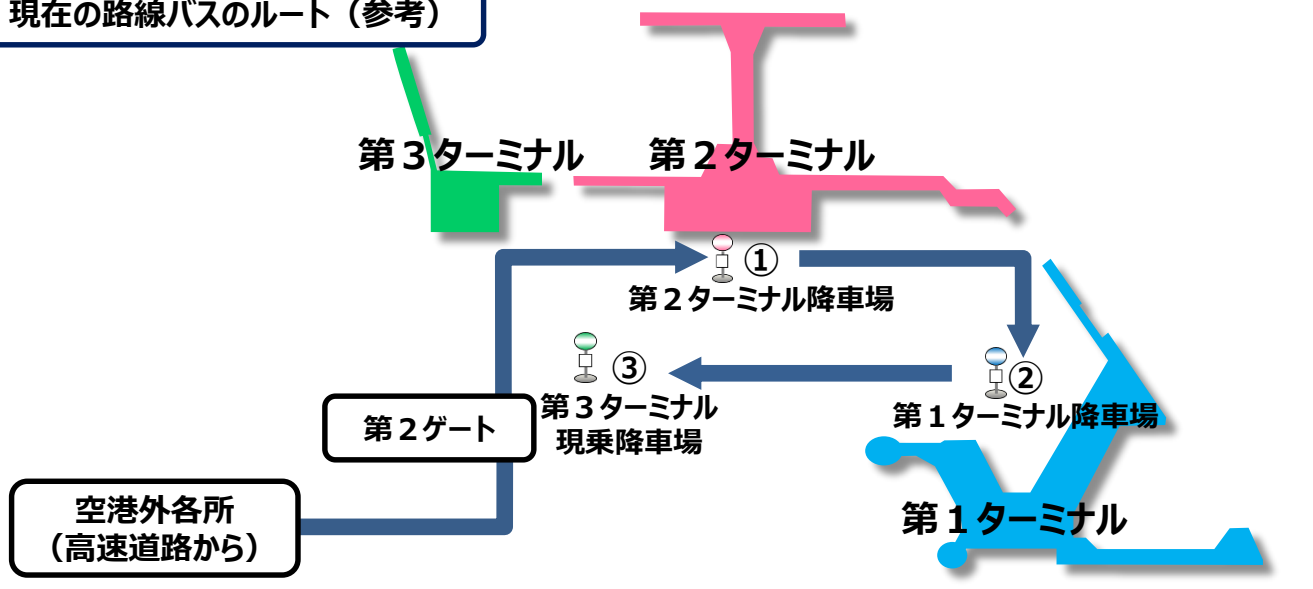 現在の路線バスのルート（参考）
第３ターミナル
第２ターミナル
①
第２ターミナル降車場
③
②
第３ターミナル
現乗降車場
第１ターミナル降車場
第２ゲート
空港外各所
（高速道路から）
第１ターミナル